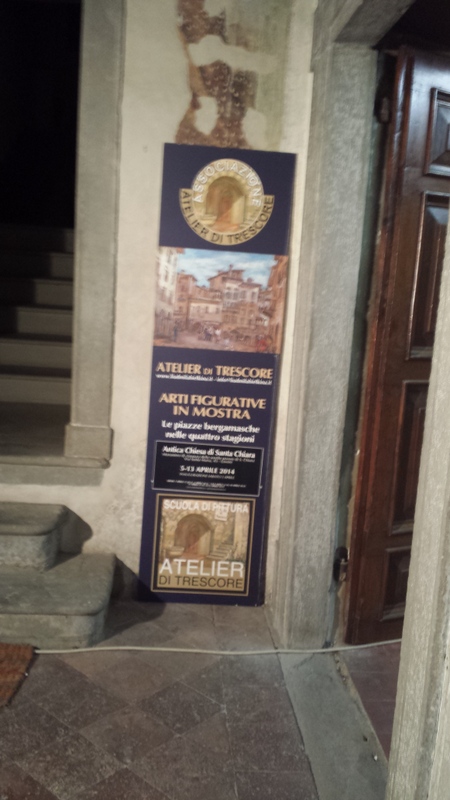 ASSOCIAZIONE
ATELIER DI TRESCORE
ATELIER DI TRESCORE
ARTI FIGURATIVE
IN MOSTRA
Le piazze bergamasche
nelle quattro stagioni
Antica Chiesa di Santa Chiara
5-13 APRILE 2014
SCUOLA DI PITTURA
ATELIER
DI TRESCORE